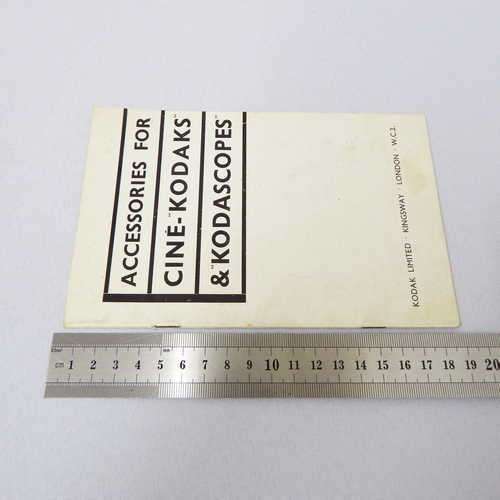 ACCESSORIES FOR
CINÉ-"KODAKS"
& "KODASCOPES"
KODAK LIMITED · KINGSWAY · LONDON · W.C.2.
cm 1 2 3 4 5 6 7 8 9 10 11 12 13 14 15 16 17 18 19 20